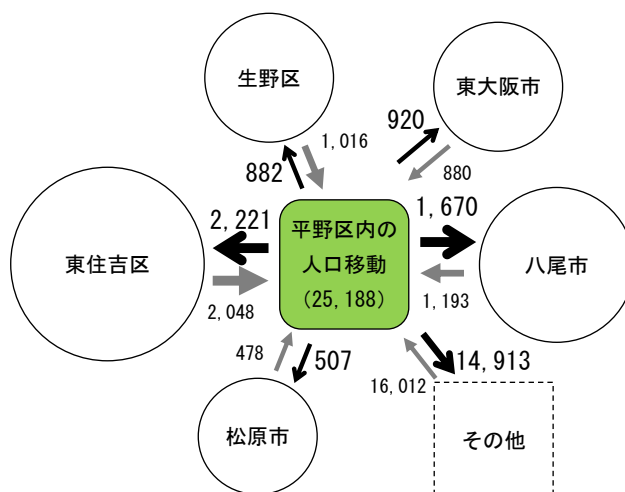 生野区
東大阪市
920
1,016
882
880
2,221
1,670
平野区内の
人口移動
(25,188)
東住吉区
八尾市
2,048
1,193
478
507
14,913
16,012
松原市
その他